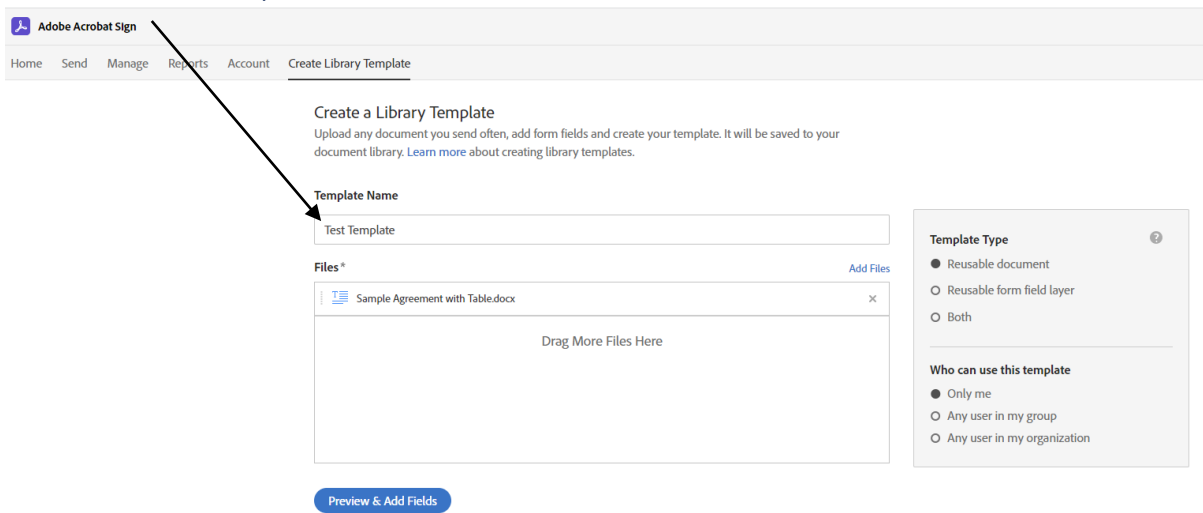 Adobe Acrobat Sign
Home Send Manage Reports Account Create Library Template
Create a Library Template
Upload any document you send often, add form fields and create your template. It will be saved to your
document library. Learn more about creating library templates.
Template Name
Test Template
Files* Add Files
Sample Agreement with Table.docx
Drag More Files Here
Preview & Add Fields
Template Type
Reusable document
Reusable form field layer
Both
Who can use this template
Only me
Any user in my group
Any user in my organization